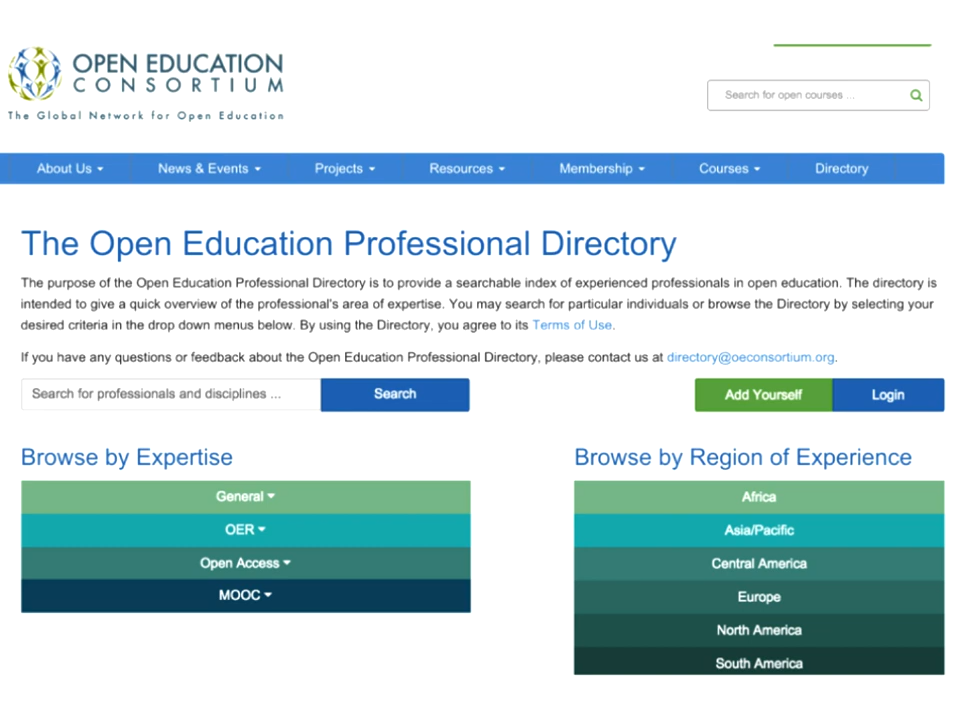 OPEN EDUCATION
CONSORTIUM
The Global Network for Open Education
Search for open courses ...
About Us
News & Events
Projects
Resources
Membership
Courses
Directory
The Open Education Professional Directory
The purpose of the Open Education Professional Directory is to provide a searchable index of experienced professionals in open education. The directory is
intended to give a quick overview of the professional's area of expertise. You may search for particular individuals or browse the Directory by selecting your
desired criteria in the drop down menus below. By using the Directory, you agree to its Terms of Use.
If you have any questions or feedback about the Open Education Professional Directory, please contact us at directory@oeconsortium.org.
Search for professionals and disciplines ...
Search
Add Yourself
Login
Browse by Expertise
General
OER
Open Access
MOOC
Browse by Region of Experience
Africa
Asia/Pacific
Central America
Europe
North America
South America